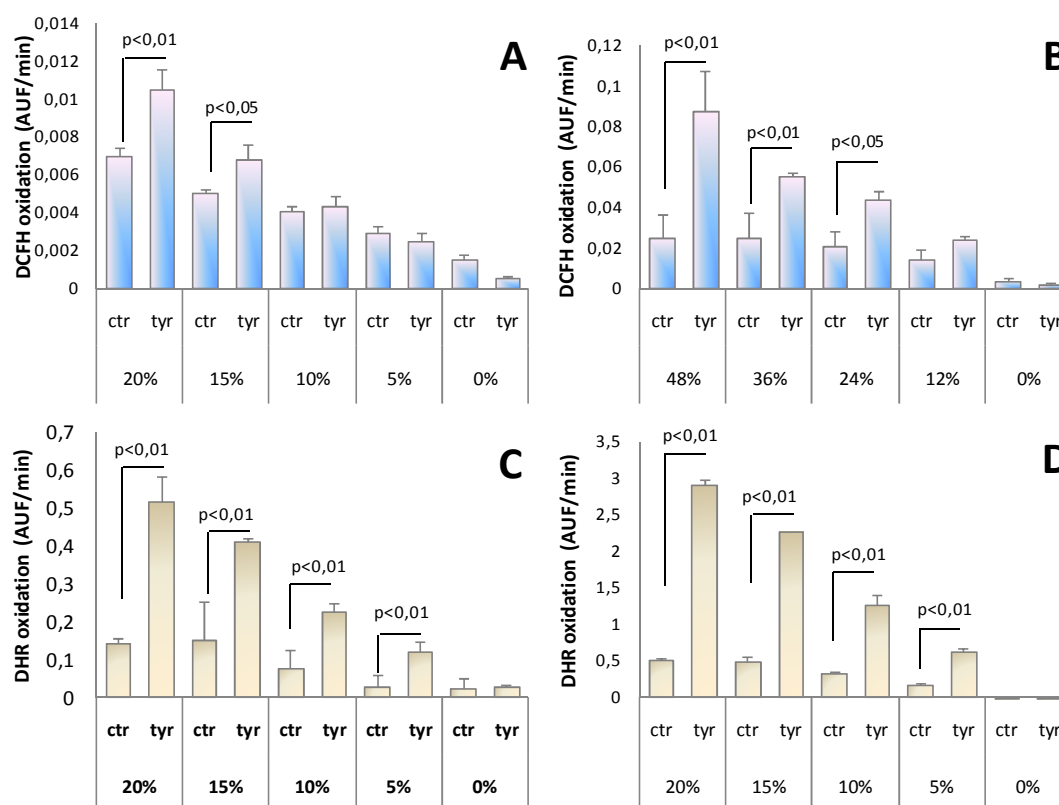 A
DCFH oxidation (AUF/min)
0,014
0,012
0,01
0,008
0,006
0,004
0,002
0
p<0,01
p<0,05
ctr tyr ctr tyr ctr tyr ctr tyr ctr tyr
20% 15% 10% 5% 0%
B
DCFH oxidation (AUF/min)
0,12
0,1
0,08
0,06
0,04
0,02
0
p<0,01
p<0,01
p<0,05
ctr tyr ctr tyr ctr tyr ctr tyr ctr tyr
48% 36% 24% 12% 0%
C
DHR oxidation (AUF/min)
0,7
0,6
0,5
0,4
0,3
0,2
0,1
0
p<0,01
p<0,01
p<0,01
p<0,01
ctr tyr ctr tyr ctr tyr ctr tyr ctr tyr
20% 15% 10% 5% 0%
D
DHR oxidation (AUF/min)
3,5
3
2,5
2
1,5
1
0,5
0
p<0,01
p<0,01
p<0,01
p<0,01
ctr tyr ctr tyr ctr tyr ctr tyr ctr tyr
20% 15% 10% 5% 0%